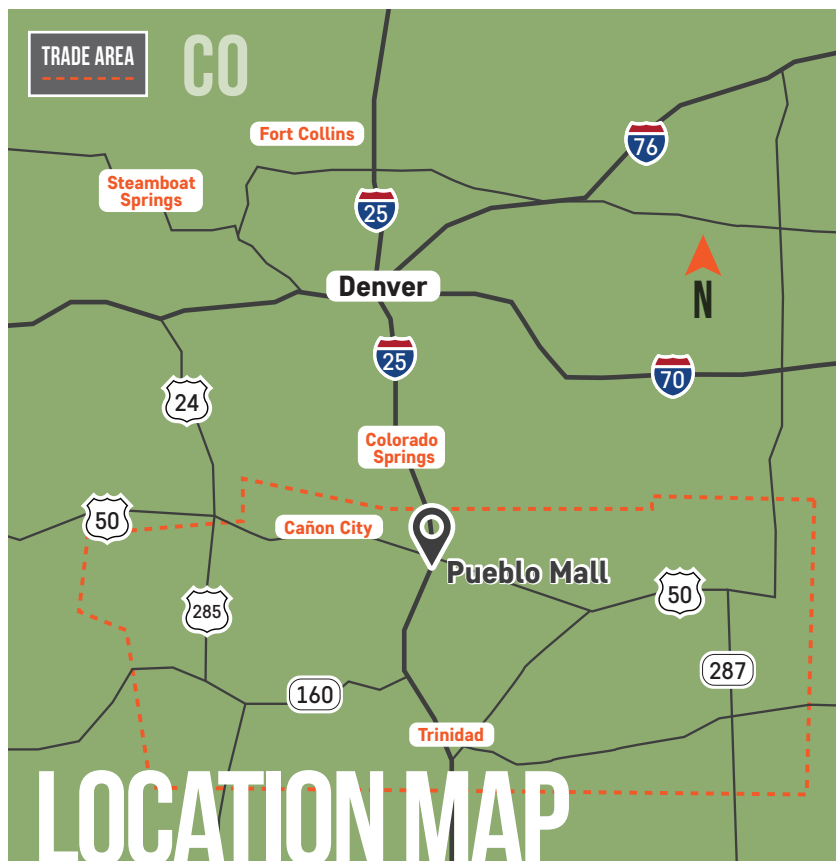 TRADE AREA
CO
Fort Collins
76
Steamboat
Springs
25
Denver
N
25
70
24
Colorado
Springs
50
Cañon City
Pueblo Mall
50
285
287
160
Trinidad
LOCATION MAP